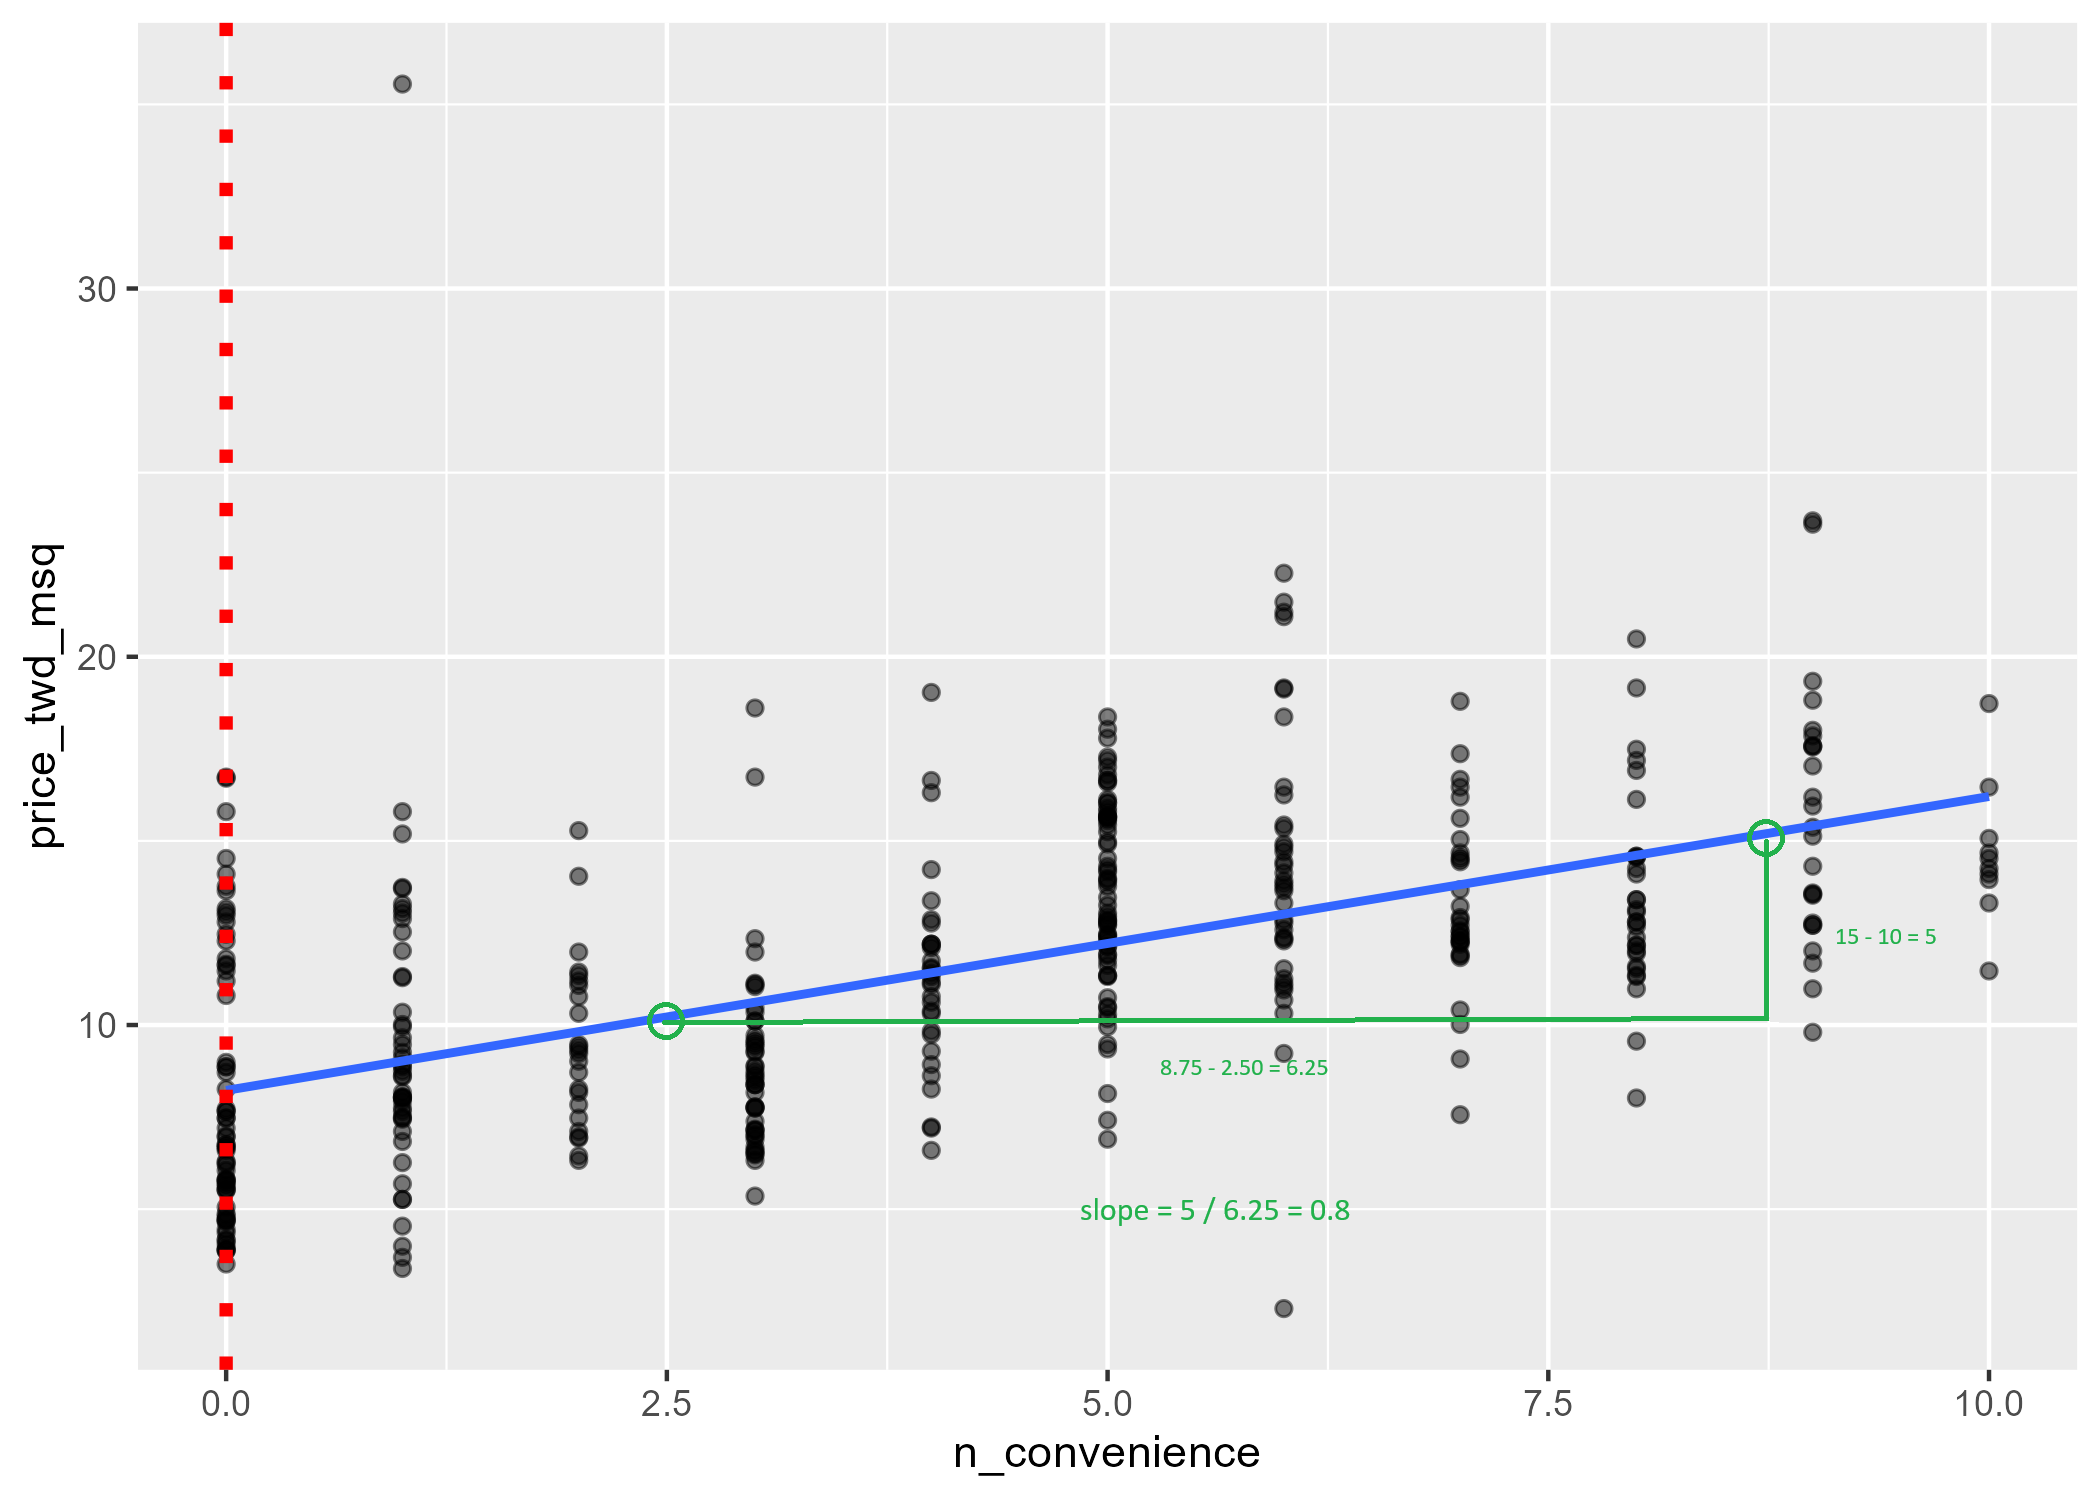 price_twd_msq
30
20
10
15 - 10 = 5
8.75 - 2.50 = 6.25
slope = 5 / 6.25 = 0.8
0.0 2.5 5.0 7.5 10.0
n_convenience